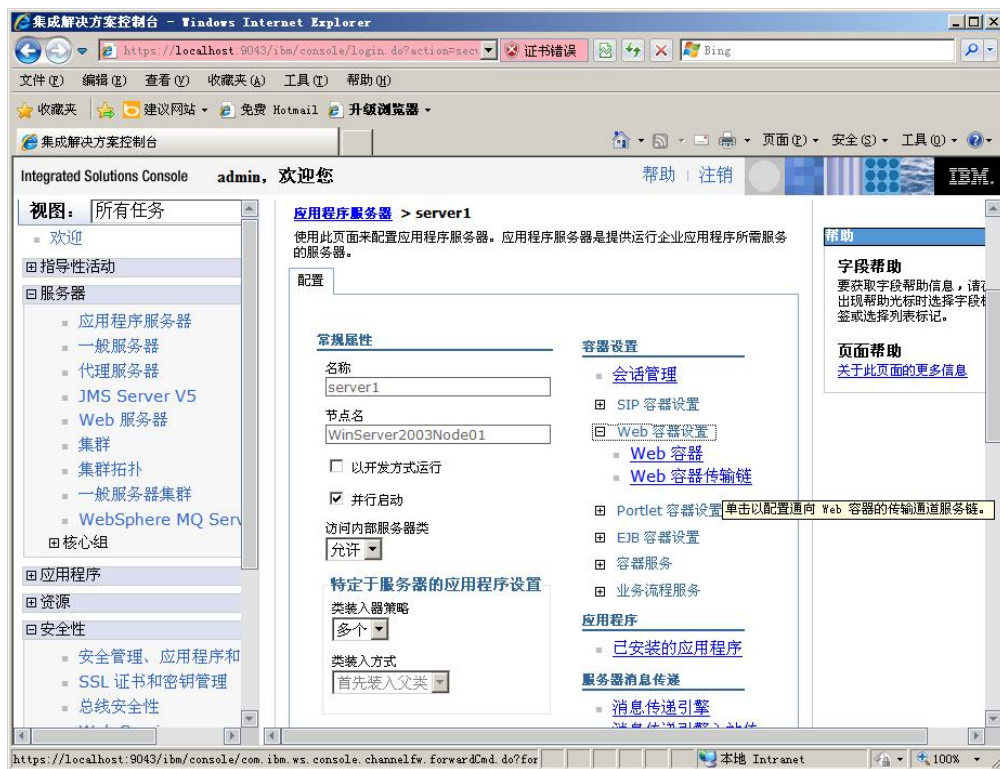 集成解决方案控制台 - Windows Internet Explorer
https://localhost:9043/ibm/console/login.do?action=secu
证书错误
Bing
文件(F) 编辑(E) 查看(V) 收藏夹(A) 工具(T) 帮助(H)
收藏夹 建议网站 免费 Hotmail 升级浏览器
集成解决方案控制台
页面(P) 安全(S) 工具(O)
Integrated Solutions Console admin, 欢迎您
帮助 | 注销
IBM.
视图: 所有任务
欢迎
指导性活动
服务器
应用程序服务器
一般服务器
代理服务器
JMS Server V5
Web 服务器
集群
集群拓扑
一般服务器集群
WebSphere MQ Serv
核心组
应用程序
资源
安全性
安全管理、应用程序和
SSL 证书和密钥管理
总线安全性
应用程序服务器 > server1
使用此页面来配置应用程序服务器。应用程序服务器是提供运行企业应用程序所需服务
的服务器。
配置
常规属性
名称
server1
节点名
WinServer2003Node01
以开发方式运行
并行启动
访问内部服务器类
允许
特定于服务器的应用程序设置
类装入器策略
多个
类装入方式
首先装入父类
容器设置
会话管理
SIP 容器设置
Web 容器设置
Web 容器
Web 容器传输链
单击以配置通向 Web 容器的传输通道服务链。
Portlet 容器设置
EJB 容器设置
容器服务
业务流程服务
应用程序
已安装的应用程序
服务器消息传递
消息传递引擎
帮助
字段帮助
要获取字段帮助信息，请在
出现帮助光标时选择字段标
签或选择列表标记。
页面帮助
关于此页面的更多信息
https://localhost:9043/ibm/console/com.ibm.ws.console.channelfw.forwardCmd.do?for
本地 Intranet
100%